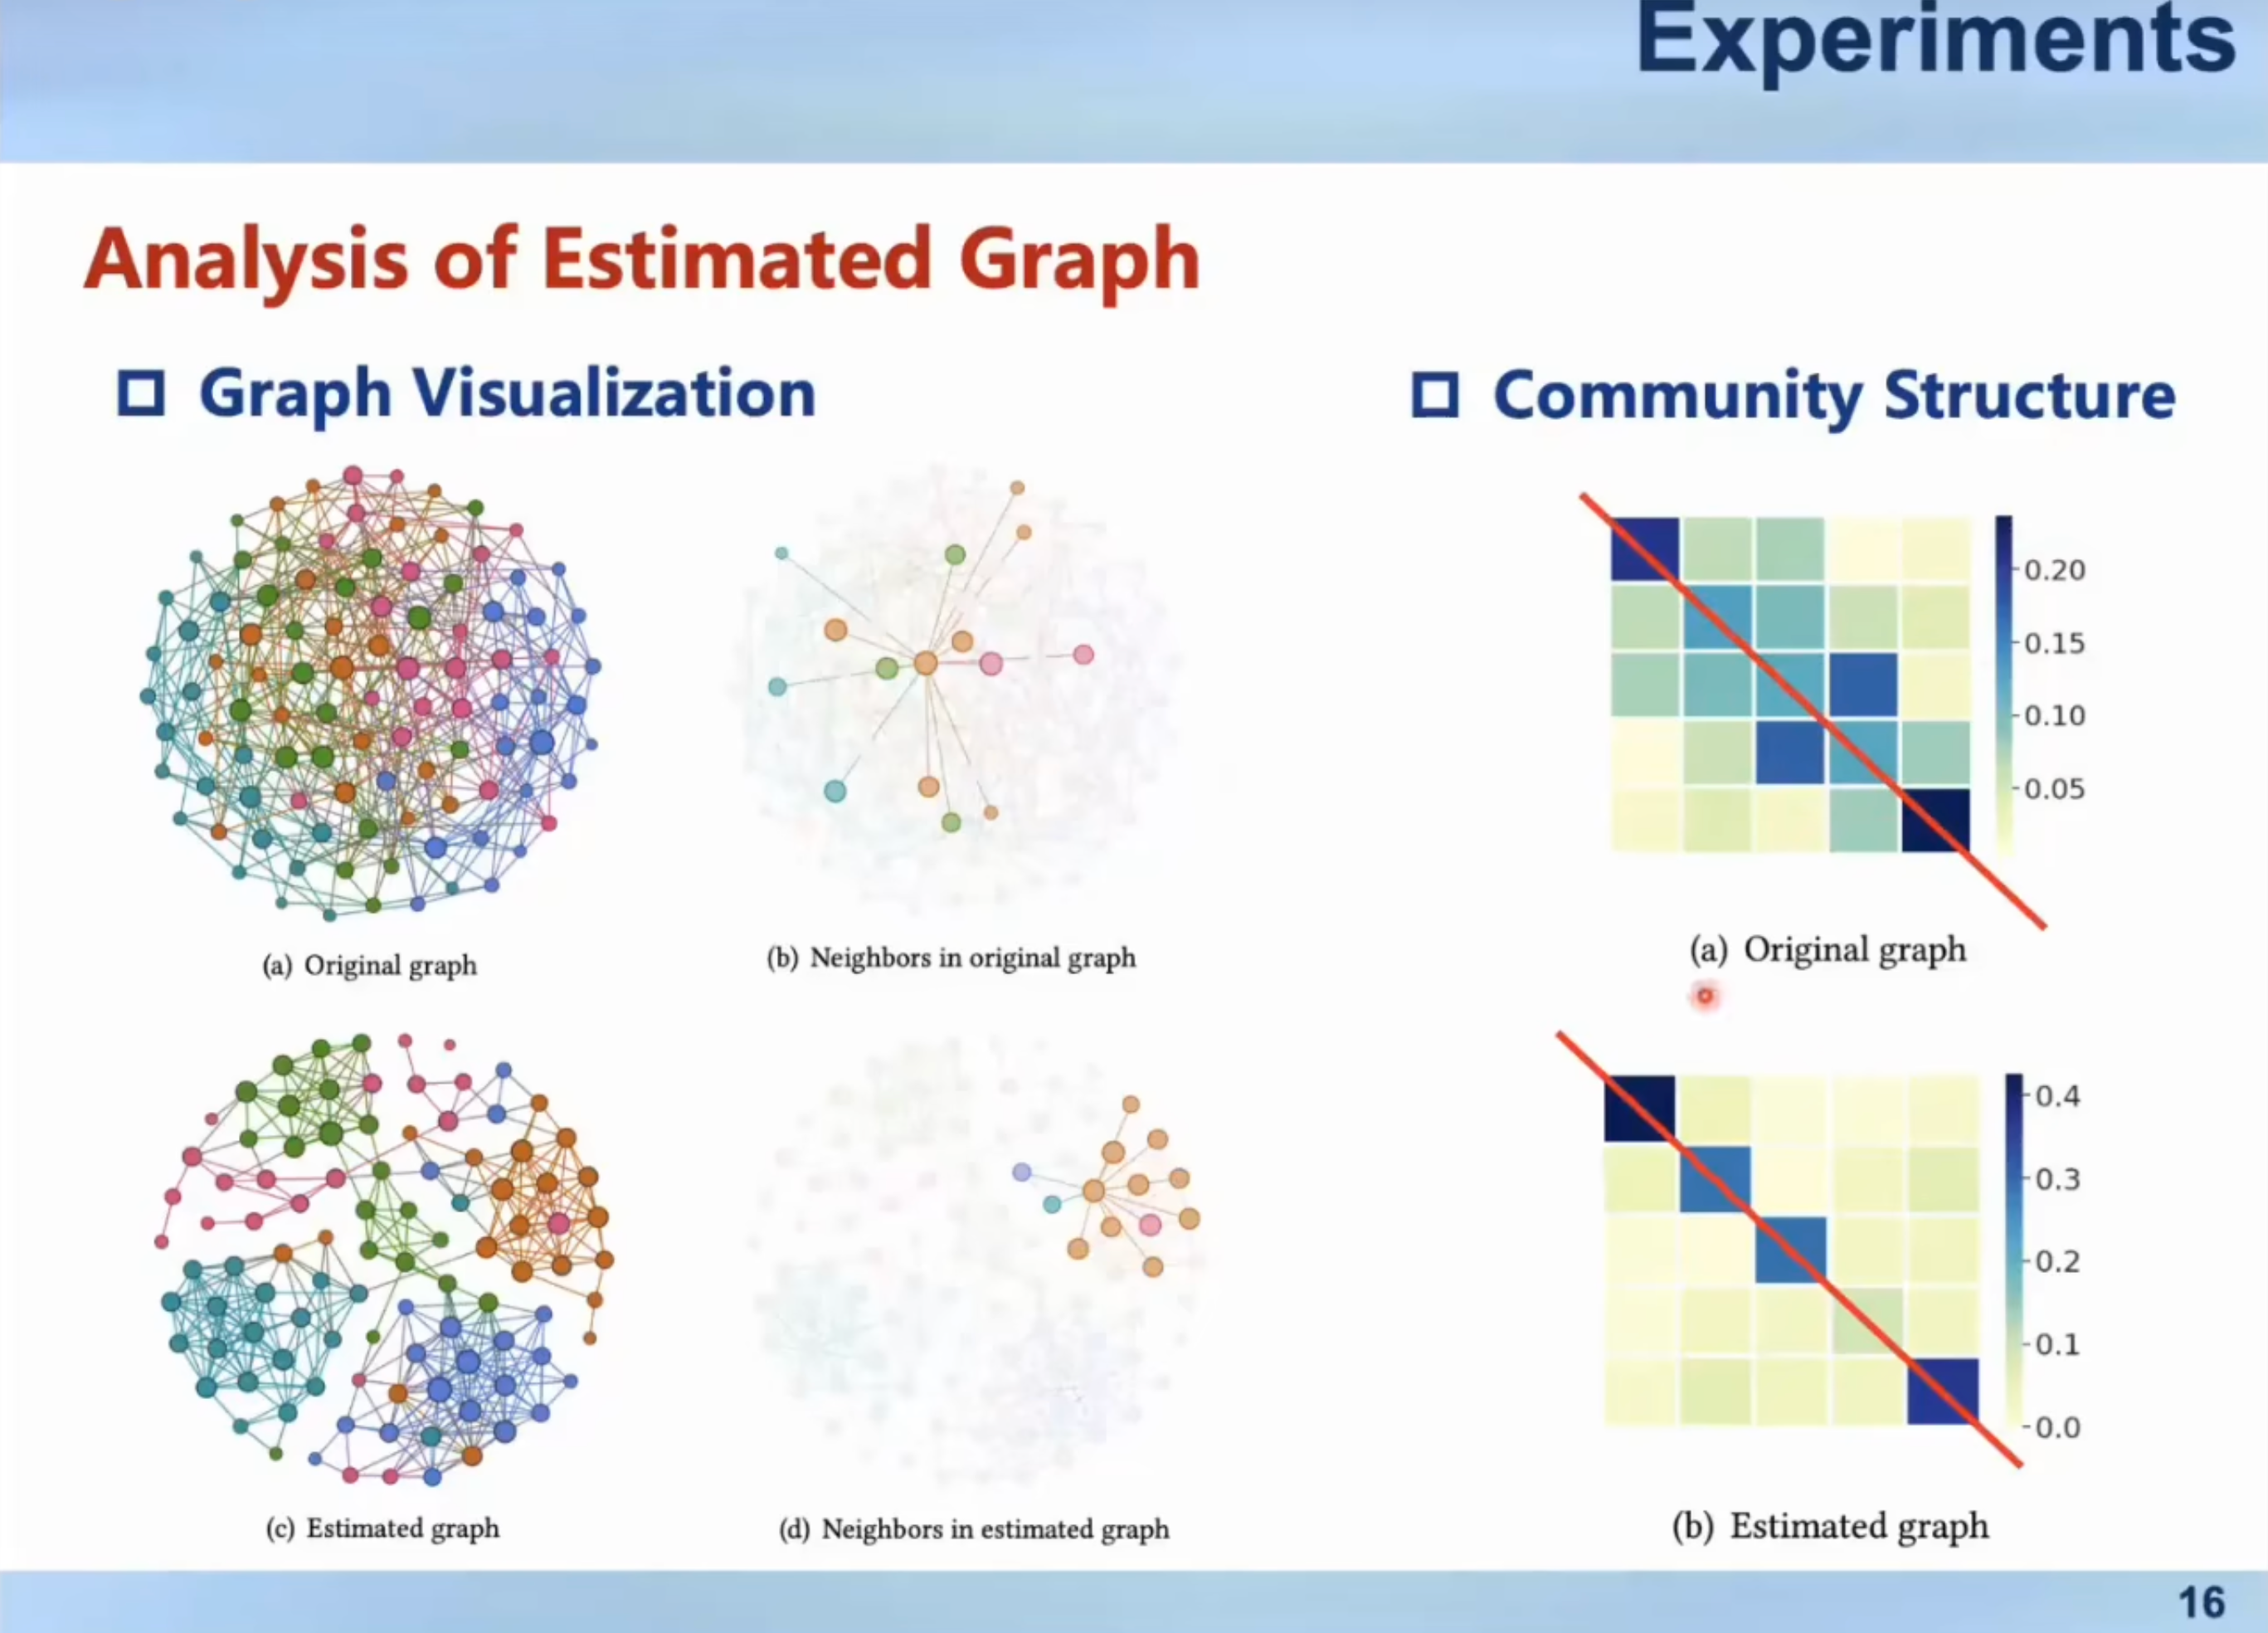 Experiments
Analysis of Estimated Graph
Graph Visualization
Community Structure
(a) Original graph
(b) Neighbors in original graph
(c) Estimated graph
(d) Neighbors in estimated graph
0.20
0.15
0.10
0.05
(a) Original graph
0.4
0.3
0.2
0.1
0.0
(b) Estimated graph
16